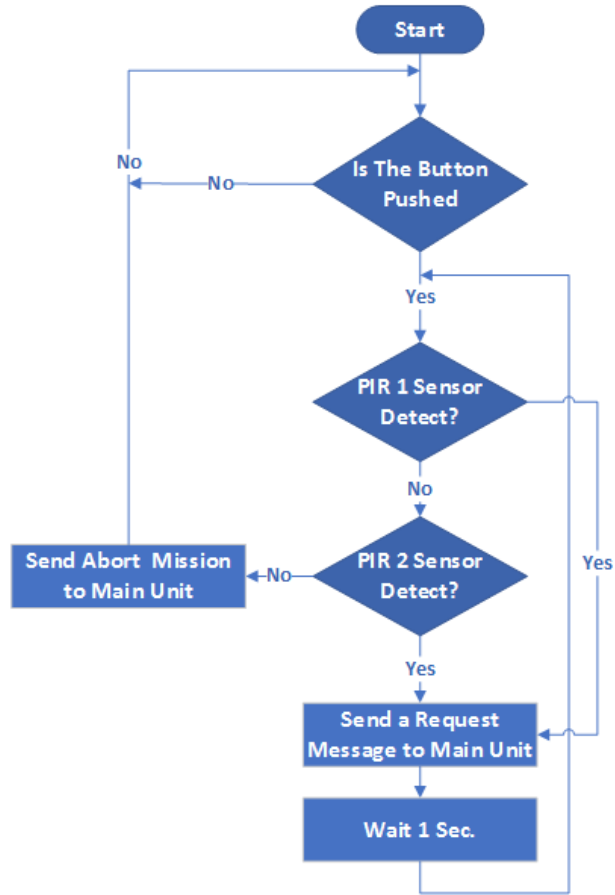 Start
No
Is The Button
Pushed
No
Yes
PIR 1 Sensor
Detect?
No
Send Abort Mission
to Main Unit
No
PIR 2 Sensor
Detect?
Yes
Yes
Send a Request
Message to Main Unit
Wait 1 Sec.